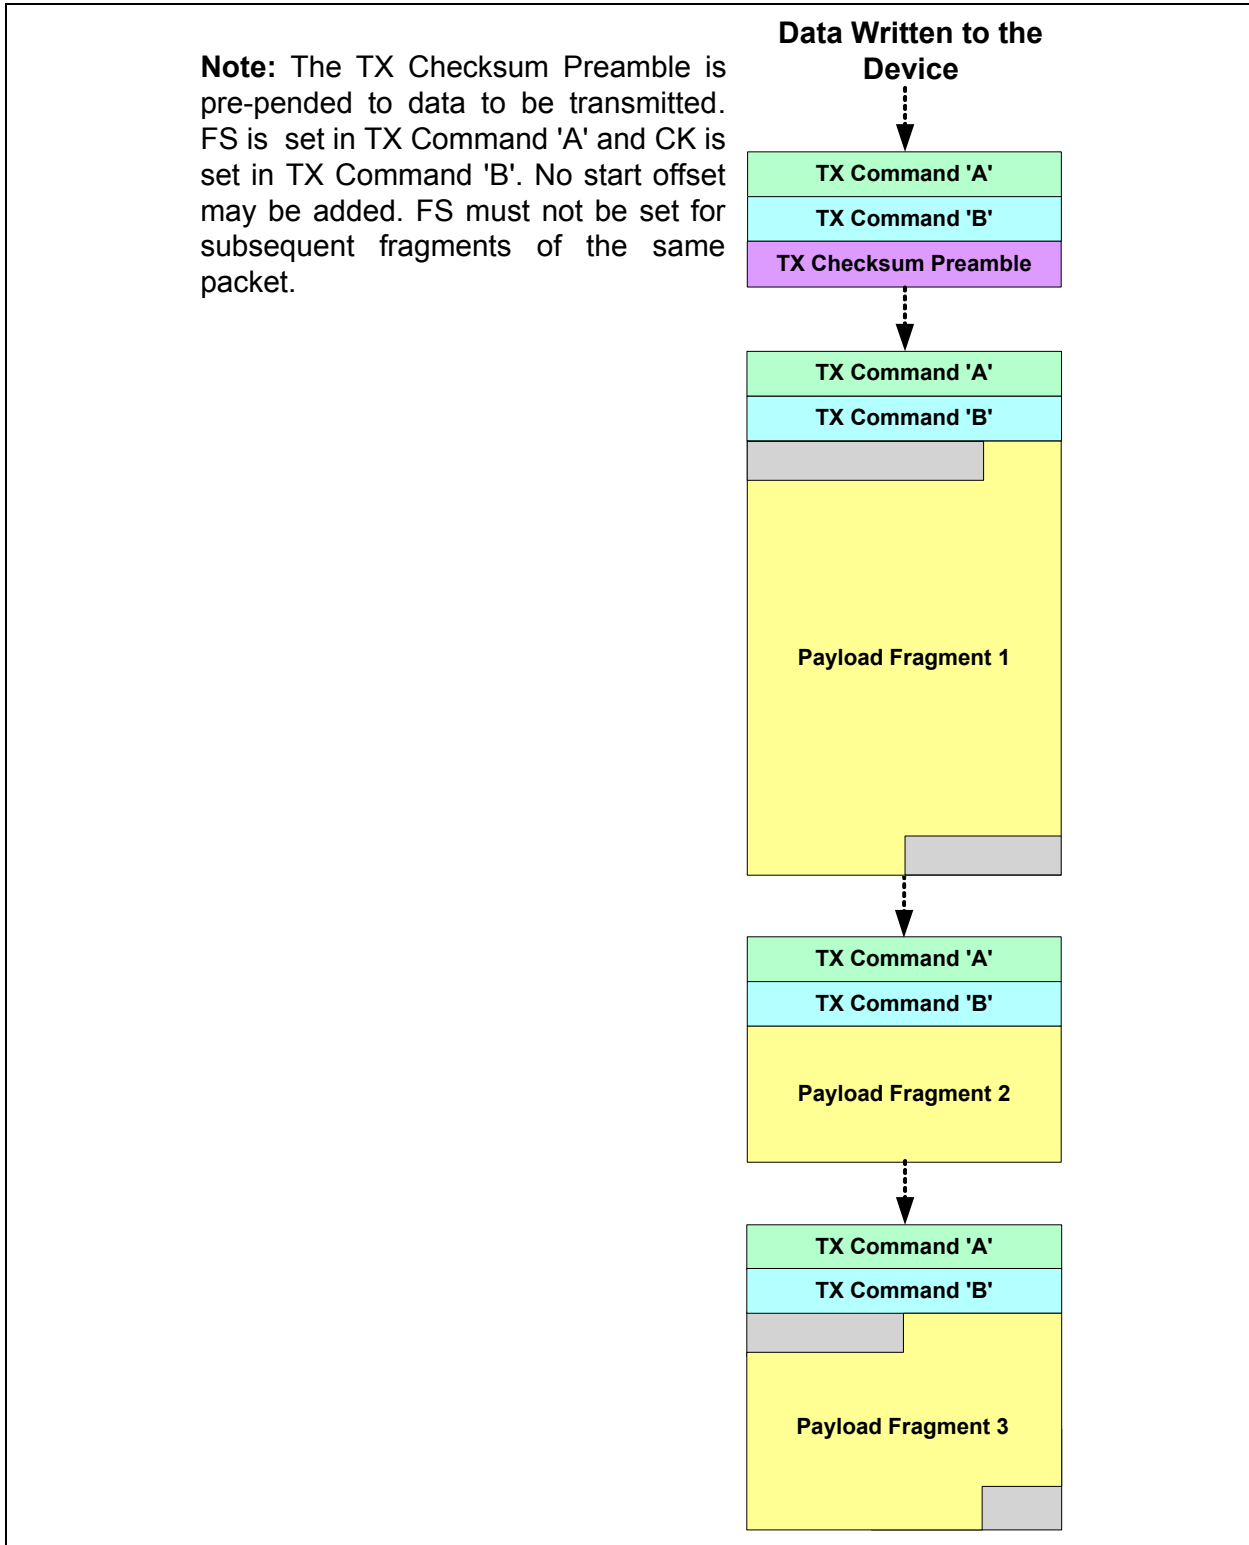 Data Written to the
Device
Note: The TX Checksum Preamble is
pre-pended to data to be transmitted.
FS is set in TX Command 'A' and CK is
set in TX Command 'B'. No start offset
may be added. FS must not be set for
subsequent fragments of the same
packet.
TX Command 'A'
TX Command 'B'
TX Checksum Preamble
TX Command 'A'
TX Command 'B'
Payload Fragment 1
TX Command 'A'
TX Command 'B'
Payload Fragment 2
TX Command 'A'
TX Command 'B'
Payload Fragment 3